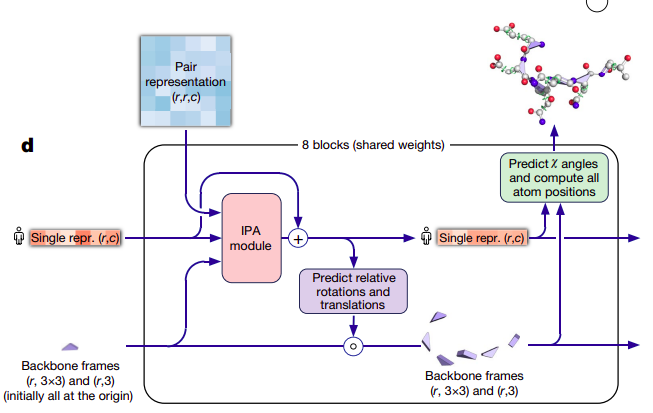 Pair
representation
(r,r,c)
d
8 blocks (shared weights)
Predict χ angles
and compute all
atom positions
Single repr. (r,c)
IPA
module
+
Single repr. (r,c)
Predict relative
rotations and
translations
Backbone frames
(r, 3×3) and (r,3)
(initially all at the origin)
Backbone frames
(r, 3×3) and (r,3)